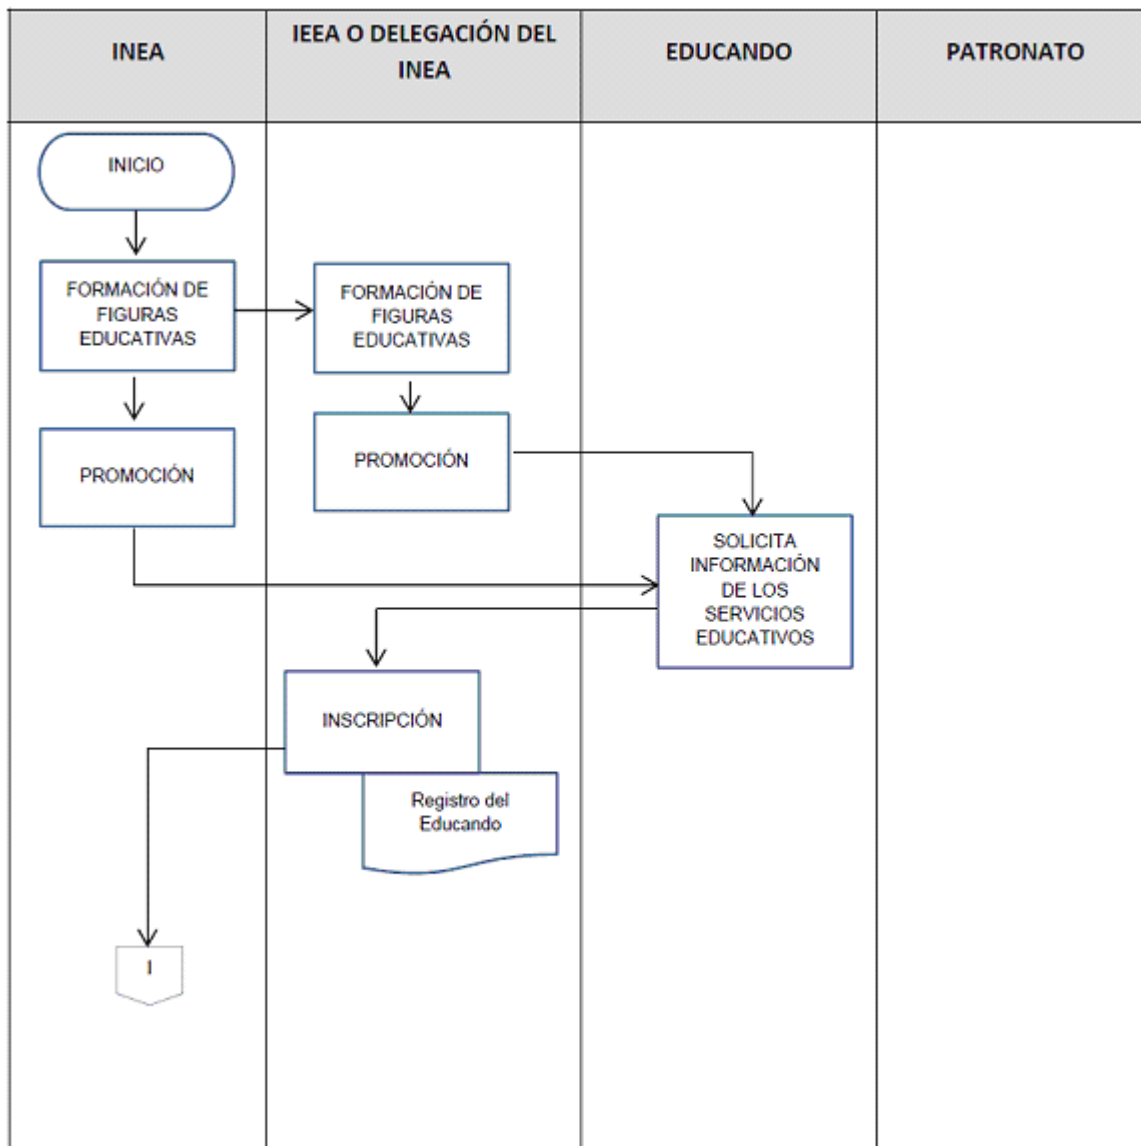 INEA
IEEA O DELEGACIÓN DEL
INEA
EDUCANDO
PATRONATO
INICIO
FORMACIÓN DE
FIGURAS
EDUCATIVAS
FORMACIÓN DE
FIGURAS
EDUCATIVAS
PROMOCIÓN
PROMOCIÓN
SOLICITA
INFORMACIÓN
DE LOS
SERVICIOS
EDUCATIVOS
INSCRIPCIÓN
Registro del
Educando
I